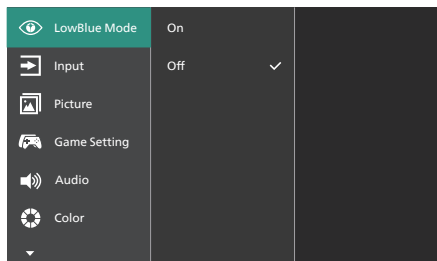 LowBlue Mode
On
Input
Off
Picture
Game Setting
Audio
Color